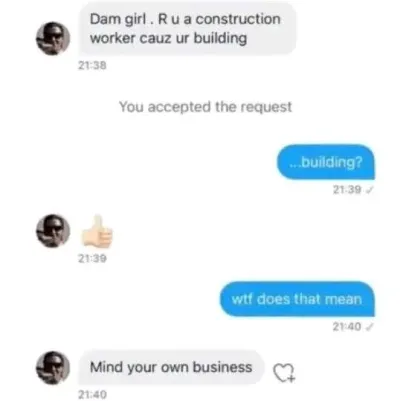 Dam girl . R u a construction
worker cauz ur building
21:38
You accepted the request
...building?
21:39 ✓
👍🏻
21:39
wtf does that mean
21:40 ✓
Mind your own business
21:40